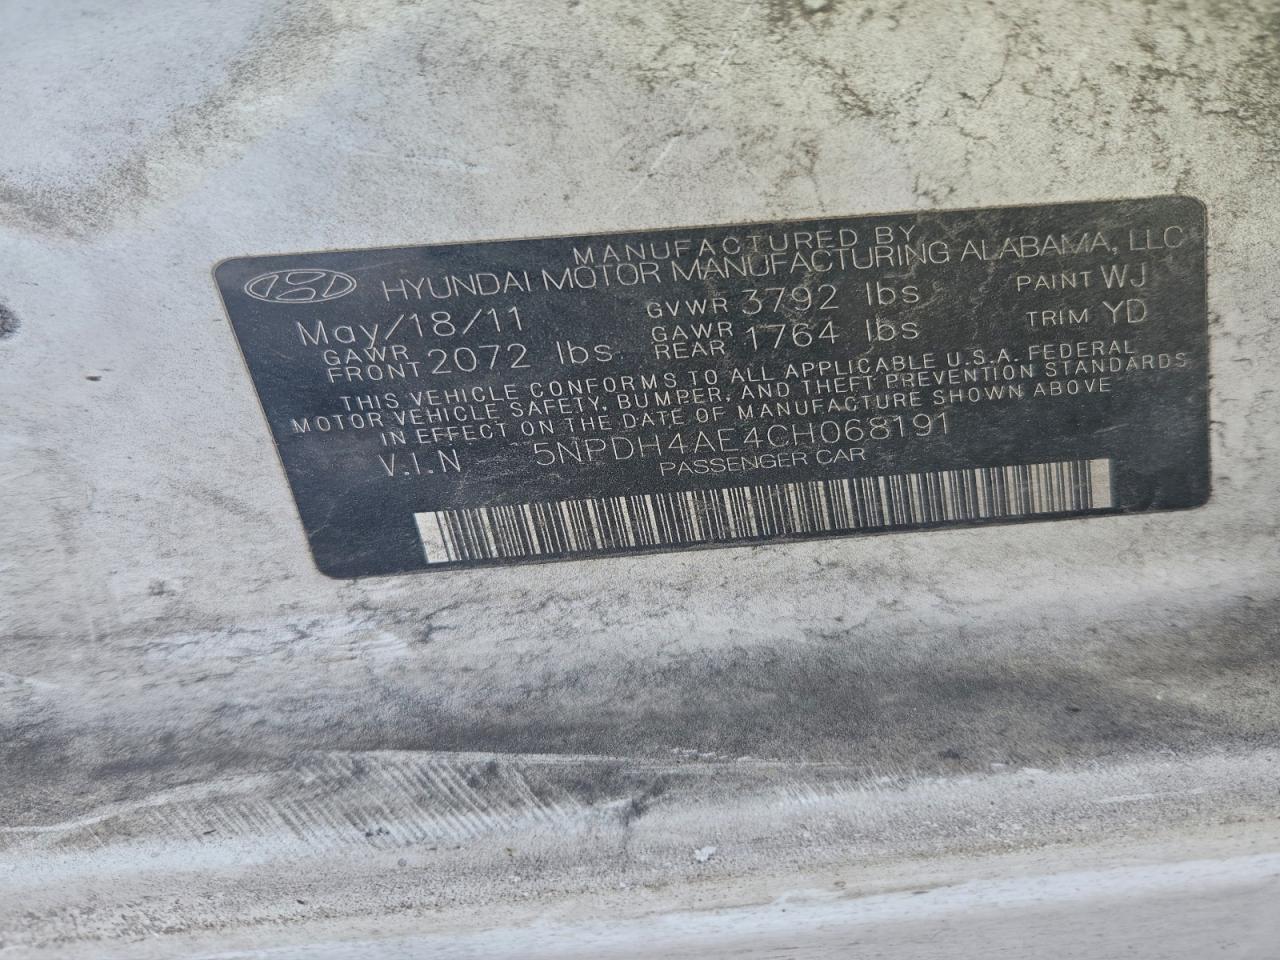 MANUFACTURED BY
HYUNDAI MOTOR MANUFACTURING ALABAMA, LLC
May/18/11 GVWR 3792 lbs PAINT WJ
GAWR FRONT 2072 lbs GAWR REAR 1764 lbs TRIM YD
THIS VEHICLE CONFORMS TO ALL APPLICABLE U.S.A. FEDERAL
MOTOR VEHICLE SAFETY, BUMPER, AND THEFT PREVENTION STANDARDS
IN EFFECT ON THE DATE OF MANUFACTURE SHOWN ABOVE
V.I.N 5NPDH4AE4CH068191
PASSENGER CAR